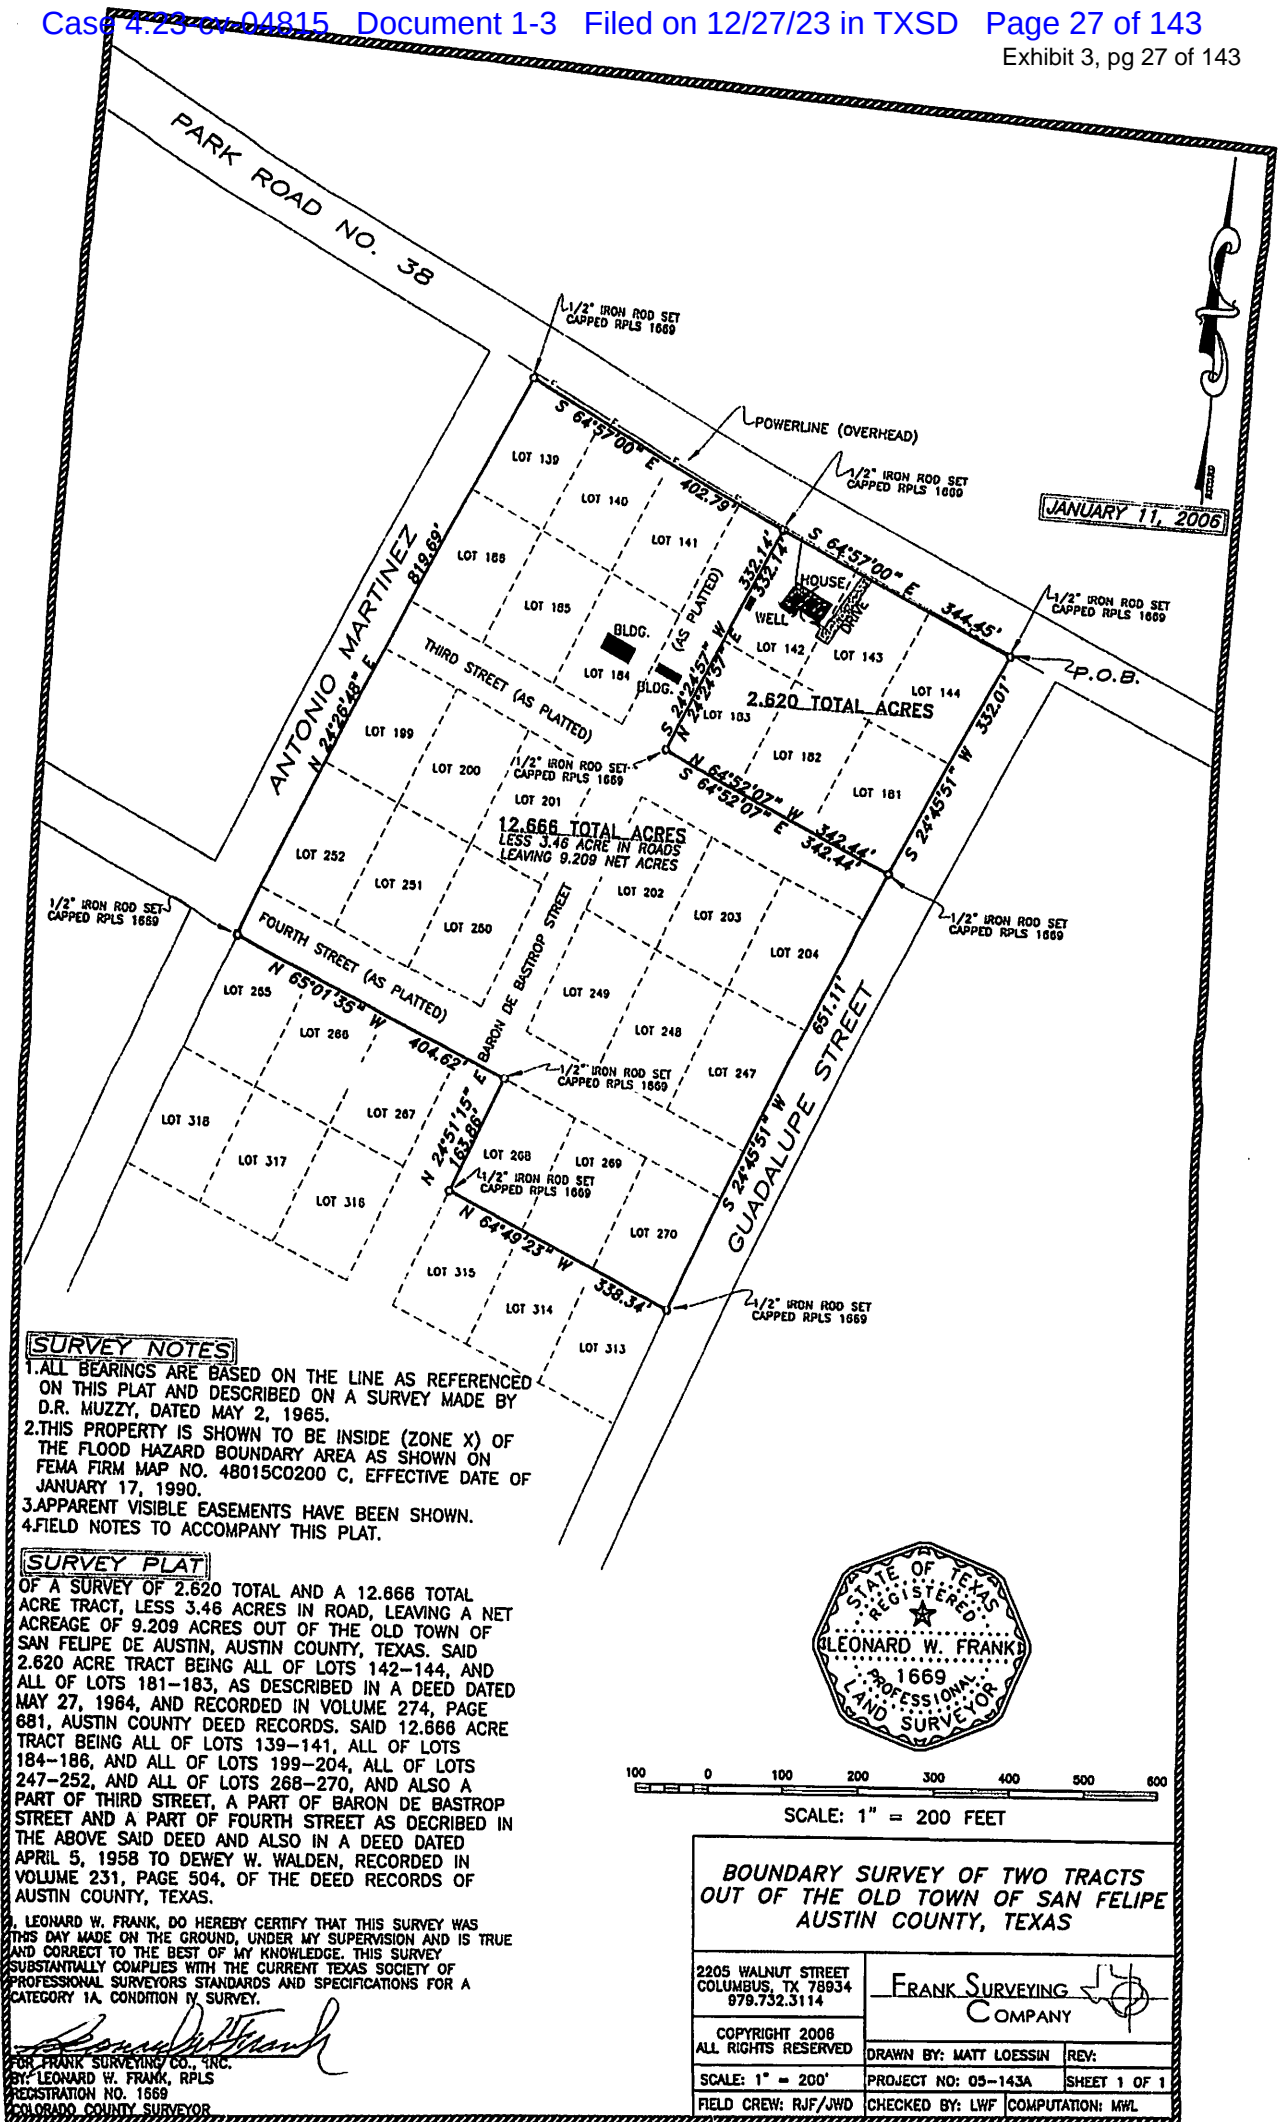 Case 4:23-cv-04815 Document 1-3 Filed on 12/27/23 in TXSD Page 27 of 143
Exhibit 3, pg 27 of 143
PARK ROAD NO. 38
1/2" IRON ROD SET
CAPPED RPLS 1669
POWERLINE (OVERHEAD)
1/2" IRON ROD SET
CAPPED RPLS 1669
JANUARY 11, 2006
S 64°57'00" E 402.79'
S 64°57'00" E 344.45'
1/2" IRON ROD SET
CAPPED RPLS 1669
P.O.B.
LOT 139
LOT 140
LOT 141
(AS PLATTED)
S 24°24'57" W 332.14'
N 24°24'57" E 332.14'
HOUSE
WELL
DRIVE
LOT 142
LOT 143
LOT 144
2.620 TOTAL ACRES
ANTONIO MARTINEZ
N 24°26'48" E 819.69'
LOT 186
LOT 185
BLDG.
LOT 184
BLDG.
LOT 183
LOT 182
LOT 181
S 24°45'51" W 332.01'
THIRD STREET (AS PLATTED)
1/2" IRON ROD SET
CAPPED RPLS 1669
N 64°52'07" W 342.44'
S 64°52'07" E 342.44'
LOT 199
LOT 200
LOT 201
12.666 TOTAL ACRES
LESS 3.46 ACRE IN ROADS
LEAVING 9.209 NET ACRES
LOT 202
LOT 203
LOT 204
1/2" IRON ROD SET
CAPPED RPLS 1669
LOT 252
LOT 251
LOT 250
1/2" IRON ROD SET
CAPPED RPLS 1669
FOURTH STREET (AS PLATTED)
BARON DE BASTROP STREET
LOT 249
LOT 248
LOT 247
S 24°45'51" W 651.11'
GUADALUPE STREET
N 65°01'35" W 404.62'
LOT 265
LOT 266
LOT 267
1/2" IRON ROD SET
CAPPED RPLS 1669
N 24°51'15" E
163.86'
LOT 268
LOT 269
LOT 270
1/2" IRON ROD SET
CAPPED RPLS 1669
N 64°49'23" W 338.34'
LOT 318
LOT 317
LOT 316
LOT 315
LOT 314
LOT 313
1/2" IRON ROD SET
CAPPED RPLS 1669
SURVEY NOTES
1.ALL BEARINGS ARE BASED ON THE LINE AS REFERENCED
ON THIS PLAT AND DESCRIBED ON A SURVEY MADE BY
D.R. MUZZY, DATED MAY 2, 1965.
2.THIS PROPERTY IS SHOWN TO BE INSIDE (ZONE X) OF
THE FLOOD HAZARD BOUNDARY AREA AS SHOWN ON
FEMA FIRM MAP NO. 48015C0200 C, EFFECTIVE DATE OF
JANUARY 17, 1990.
3.APPARENT VISIBLE EASEMENTS HAVE BEEN SHOWN.
4.FIELD NOTES TO ACCOMPANY THIS PLAT.
SURVEY PLAT
OF A SURVEY OF 2.620 TOTAL AND A 12.666 TOTAL
ACRE TRACT, LESS 3.46 ACRES IN ROAD, LEAVING A NET
ACREAGE OF 9.209 ACRES OUT OF THE OLD TOWN OF
SAN FELIPE DE AUSTIN, AUSTIN COUNTY, TEXAS. SAID
2.620 ACRE TRACT BEING ALL OF LOTS 142-144, AND
ALL OF LOTS 181-183, AS DESCRIBED IN A DEED DATED
MAY 27, 1964, AND RECORDED IN VOLUME 274, PAGE
681, AUSTIN COUNTY DEED RECORDS. SAID 12.666 ACRE
TRACT BEING ALL OF LOTS 139-141, ALL OF LOTS
184-186, AND ALL OF LOTS 199-204, ALL OF LOTS
247-252, AND ALL OF LOTS 268-270, AND ALSO A
PART OF THIRD STREET, A PART OF BARON DE BASTROP
STREET AND A PART OF FOURTH STREET AS DECRIBED IN
THE ABOVE SAID DEED AND ALSO IN A DEED DATED
APRIL 5, 1958 TO DEWEY W. WALDEN, RECORDED IN
VOLUME 231, PAGE 504, OF THE DEED RECORDS OF
AUSTIN COUNTY, TEXAS.
I, LEONARD W. FRANK, DO HEREBY CERTIFY THAT THIS SURVEY WAS
THIS DAY MADE ON THE GROUND, UNDER MY SUPERVISION AND IS TRUE
AND CORRECT TO THE BEST OF MY KNOWLEDGE. THIS SURVEY
SUBSTANTIALLY COMPLIES WITH THE CURRENT TEXAS SOCIETY OF
PROFESSIONAL SURVEYORS STANDARDS AND SPECIFICATIONS FOR A
CATEGORY 1A, CONDITION IV SURVEY.
Leonard W Frank
FOR FRANK SURVEYING CO., INC.
BY: LEONARD W. FRANK, RPLS
REGISTRATION NO. 1669
COLORADO COUNTY SURVEYOR
STATE OF TEXAS
REGISTERED
LEONARD W. FRANK
1669
PROFESSIONAL
LAND SURVEYOR
100 0 100 200 300 400 500 600
SCALE: 1" = 200 FEET
BOUNDARY SURVEY OF TWO TRACTS
OUT OF THE OLD TOWN OF SAN FELIPE
AUSTIN COUNTY, TEXAS
2205 WALNUT STREET
COLUMBUS, TX 78934
979.732.3114
FRANK SURVEYING
COMPANY
COPYRIGHT 2006
ALL RIGHTS RESERVED
DRAWN BY: MATT LOESSIN REV:
SCALE: 1" = 200' PROJECT NO: 05-143A SHEET 1 OF 1
FIELD CREW: RJF/JWD CHECKED BY: LWF COMPUTATION: MWL